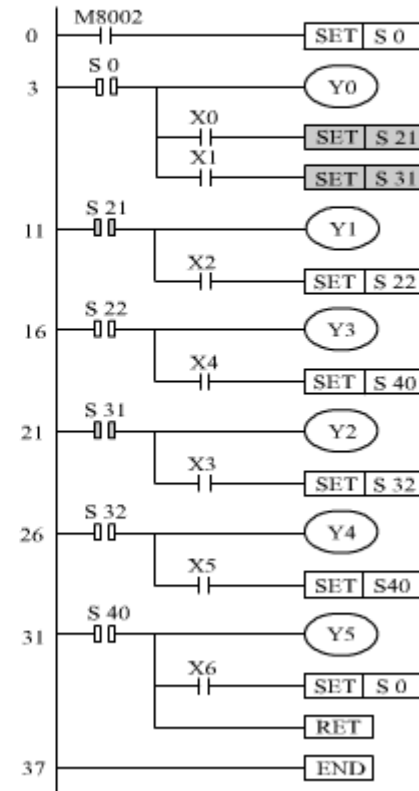 M8002
0 SET S 0
S 0
3 Y0
X0
SET S 21
X1
SET S 31
S 21
11 Y1
X2
SET S 22
S 22
16 Y3
X4
SET S 40
S 31
21 Y2
X3
SET S 32
S 32
26 Y4
X5
SET S40
S 40
31 Y5
X6
SET S 0
RET
37 END